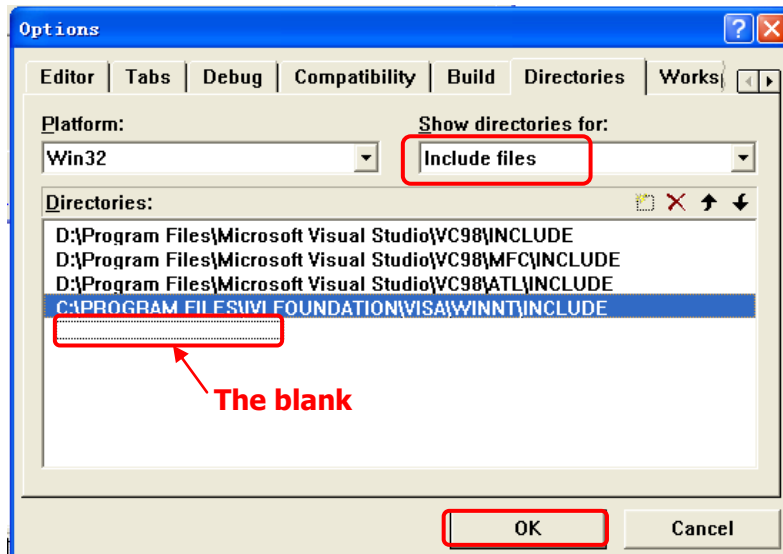 Options
Editor Tabs Debug Compatibility Build Directories Works
Platform: Show directories for:
Win32 Include files
Directories:
D:\Program Files\Microsoft Visual Studio\VC98\INCLUDE
D:\Program Files\Microsoft Visual Studio\VC98\MFC\INCLUDE
D:\Program Files\Microsoft Visual Studio\VC98\ATL\INCLUDE
C:\PROGRAM FILES\IVI FOUNDATION\VISA\WINNT\INCLUDE
The blank
OK Cancel